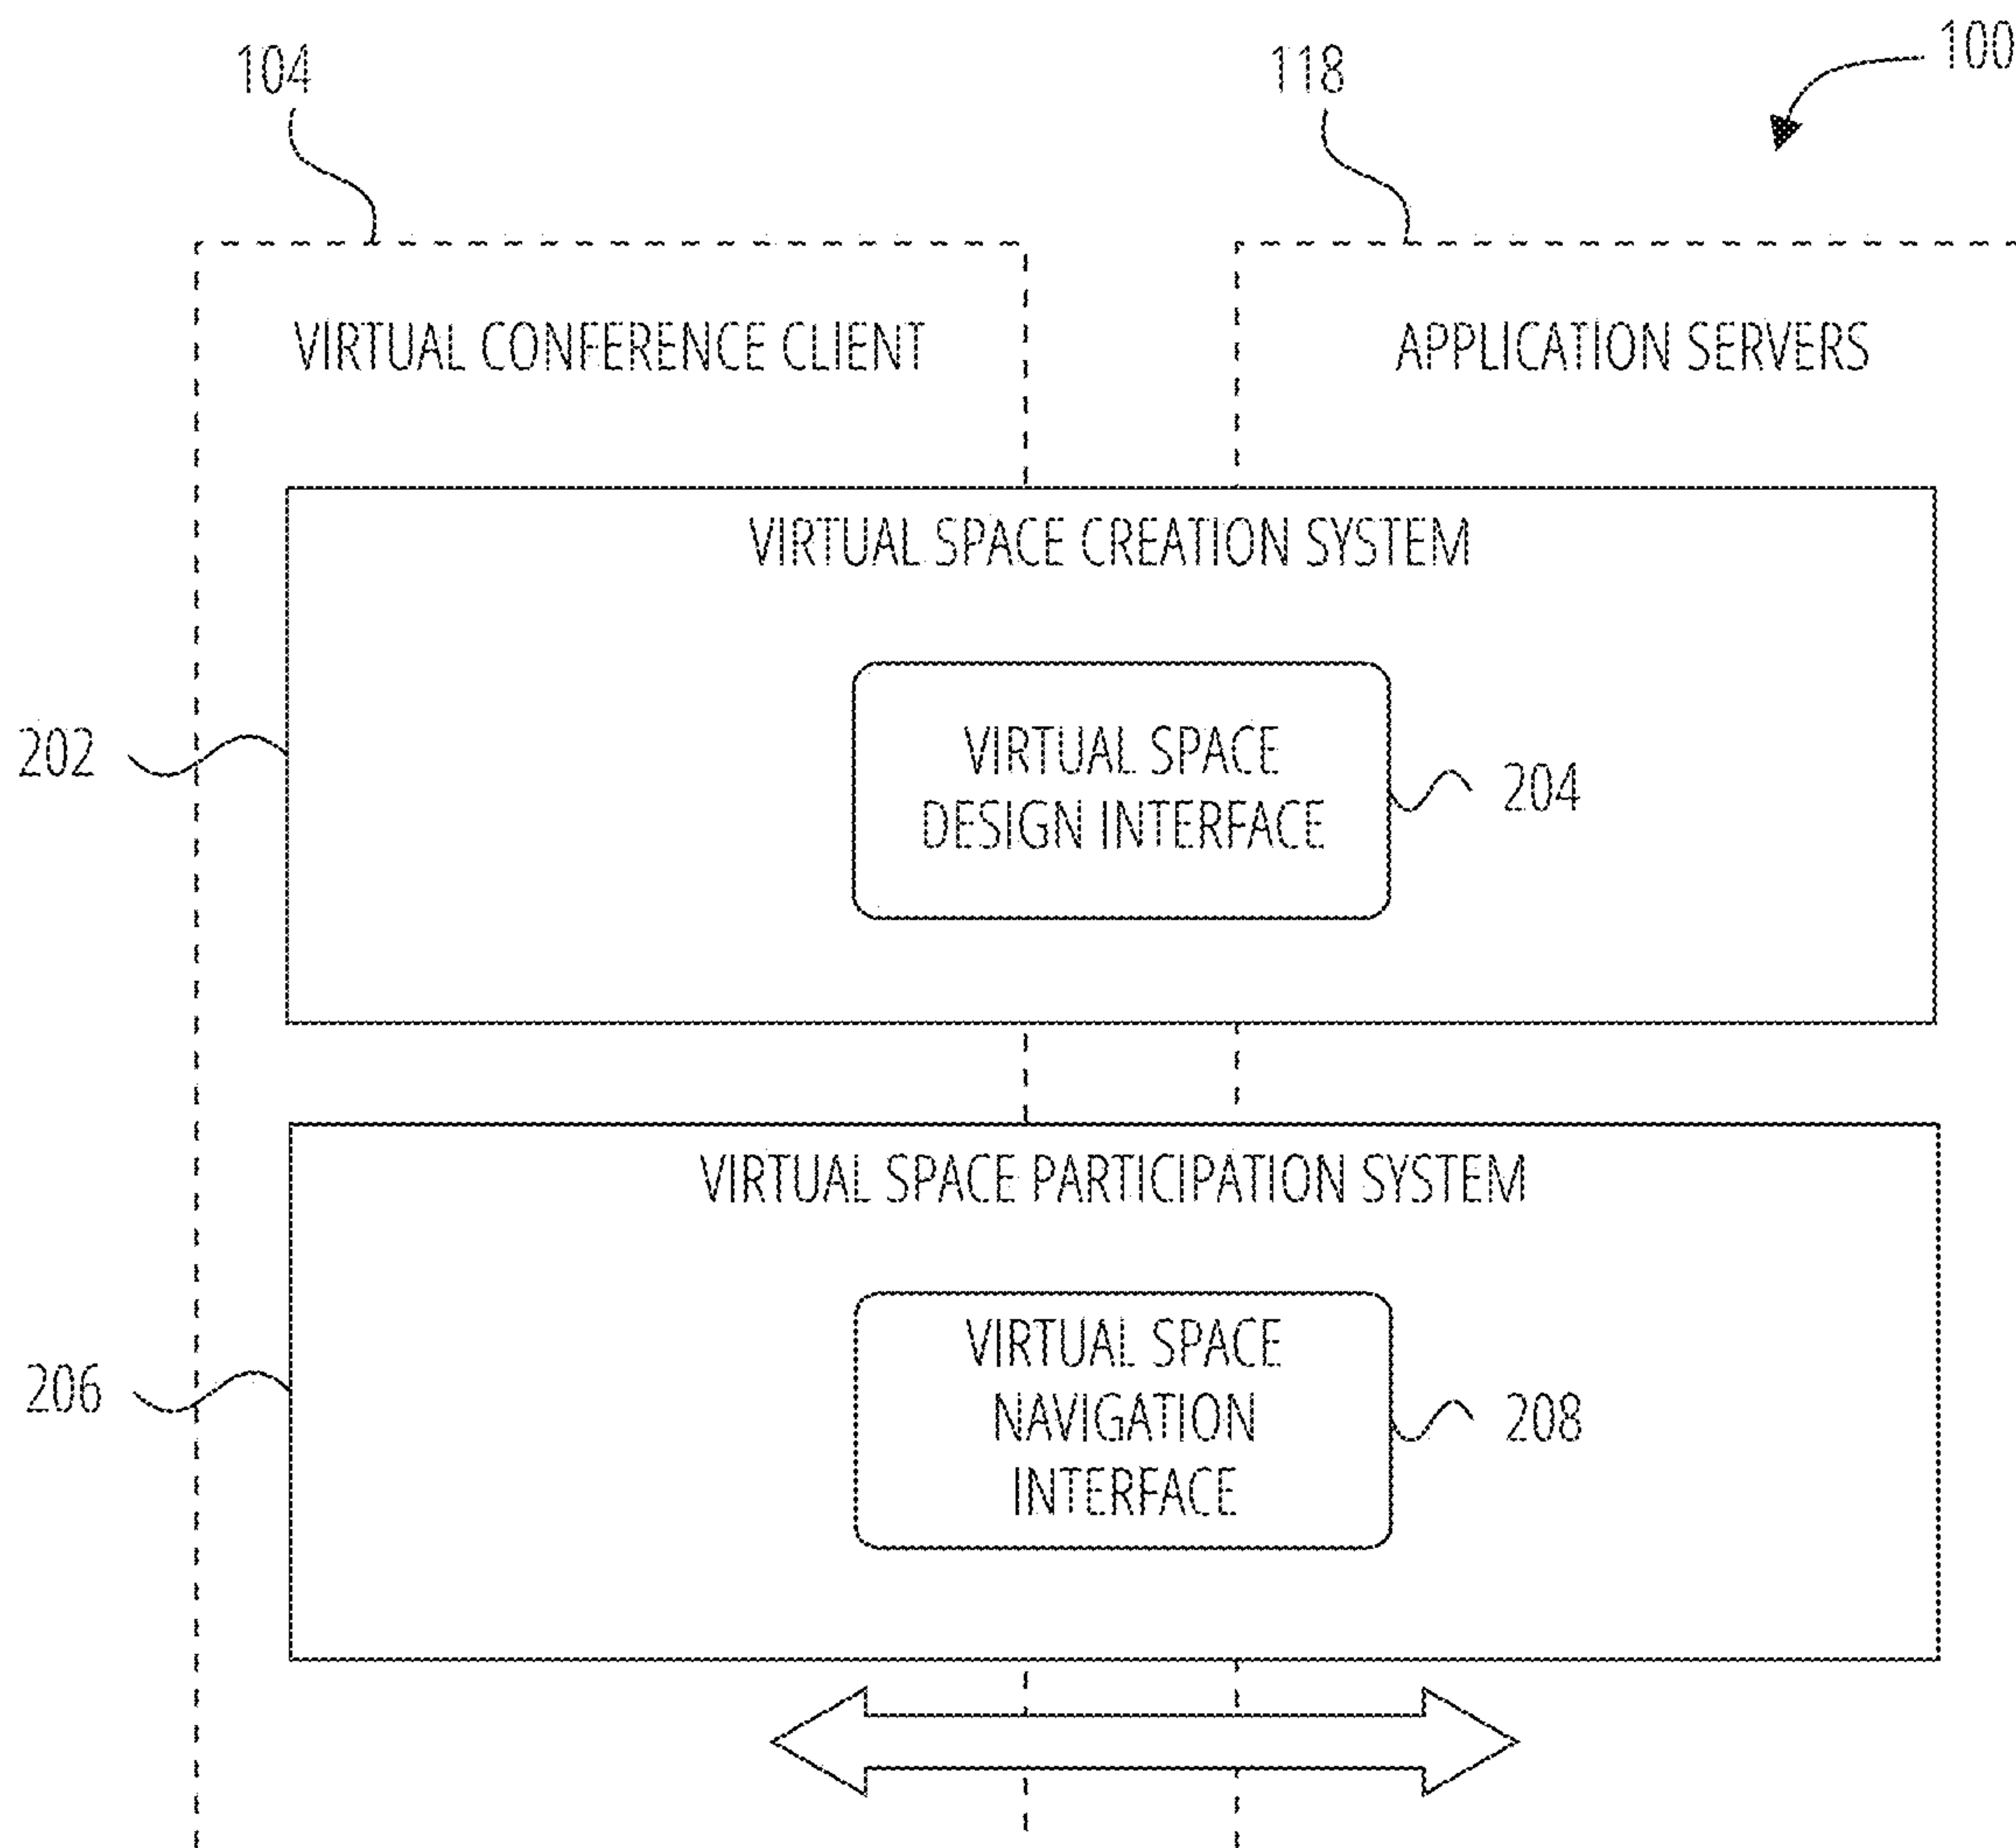 104
118
100
VIRTUAL CONFERENCE CLIENT
APPLICATION SERVERS
VIRTUAL SPACE CREATION SYSTEM
202
VIRTUAL SPACE
DESIGN INTERFACE
204
VIRTUAL SPACE PARTICIPATION SYSTEM
206
VIRTUAL SPACE
NAVIGATION
INTERFACE
208